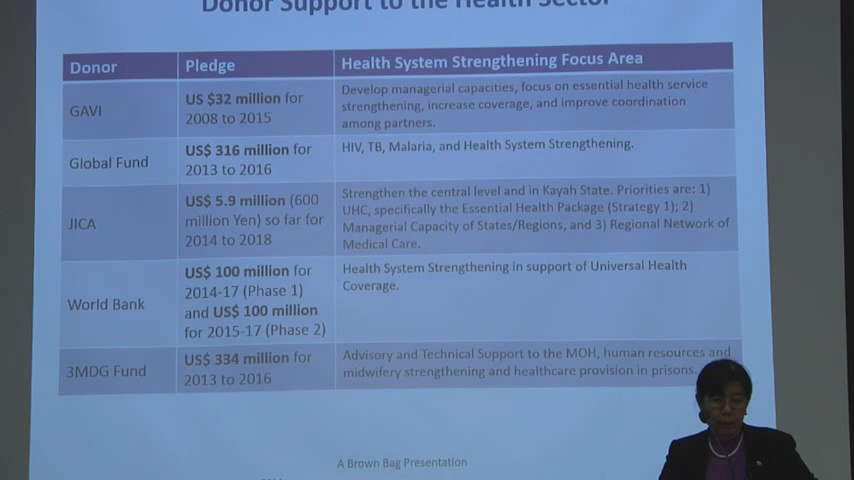 Donor Support to the Health Sector
Donor Pledge Health System Strengthening Focus Area
GAVI
US $32 million for
2008 to 2015
Develop managerial capacities, focus on essential health service
strengthening, increase coverage, and improve coordination
among partners.
Global Fund
US$ 316 million for
2013 to 2016
HIV, TB, Malaria, and Health System Strengthening.
JICA
US$ 5.9 million (600
million Yen) so far for
2014 to 2018
Strengthen the central level and in Kayah State. Priorities are: 1)
UHC, specifically the Essential Health Package (Strategy 1); 2)
Managerial Capacity of States/Regions, and 3) Regional Network of
Medical Care.
World Bank
US$ 100 million for
2014-17 (Phase 1)
and US$ 100 million
for 2015-17 (Phase 2)
Health System Strengthening in support of Universal Health
Coverage.
3MDG Fund
US$ 334 million for
2013 to 2016
Advisory and Technical Support to the MOH, human resources and
midwifery strengthening and healthcare provision in prisons.
A Brown Bag Presentation